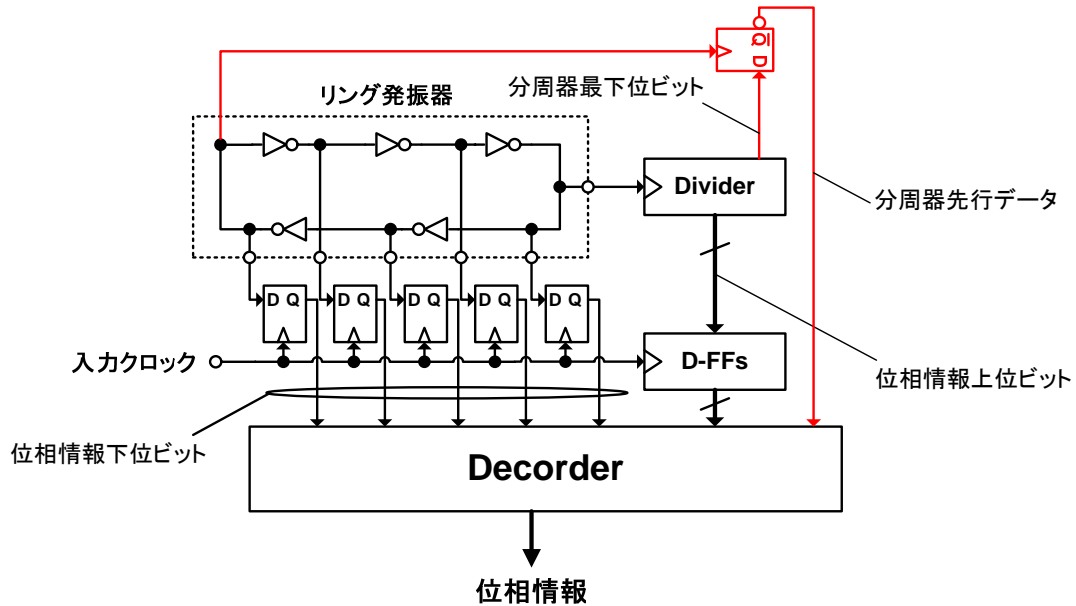 Q D
分周器最下位ビット
リング発振器
Divider
分周器先行データ
D Q
D Q
D Q
D Q
D Q
入力クロック
D-FFs
位相情報上位ビット
位相情報下位ビット
Decorder
位相情報